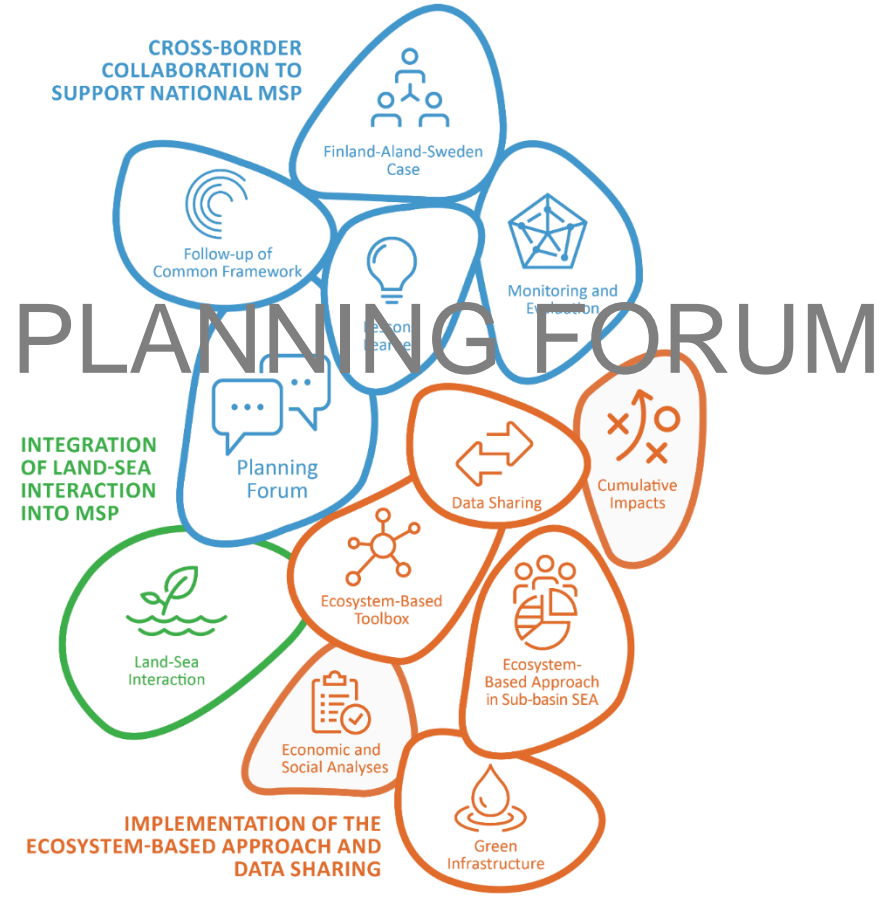 CROSS-BORDER
COLLABORATION TO
SUPPORT NATIONAL MSP
Finland-Aland-Sweden
Case
Follow-up of
Common Framework
Monitoring and
Evaluation
PLANNING FORUM
Planning
Forum
INTEGRATION
OF LAND-SEA
INTERACTION
INTO MSP
Data Sharing
Cumulative
Impacts
Ecosystem-Based
Toolbox
Land-Sea
Interaction
Ecosystem-
Based Approach
in Sub-basin SEA
Economic and
Social Analyses
IMPLEMENTATION OF THE
ECOSYSTEM-BASED APPROACH AND
DATA SHARING
Green
Infrastructure